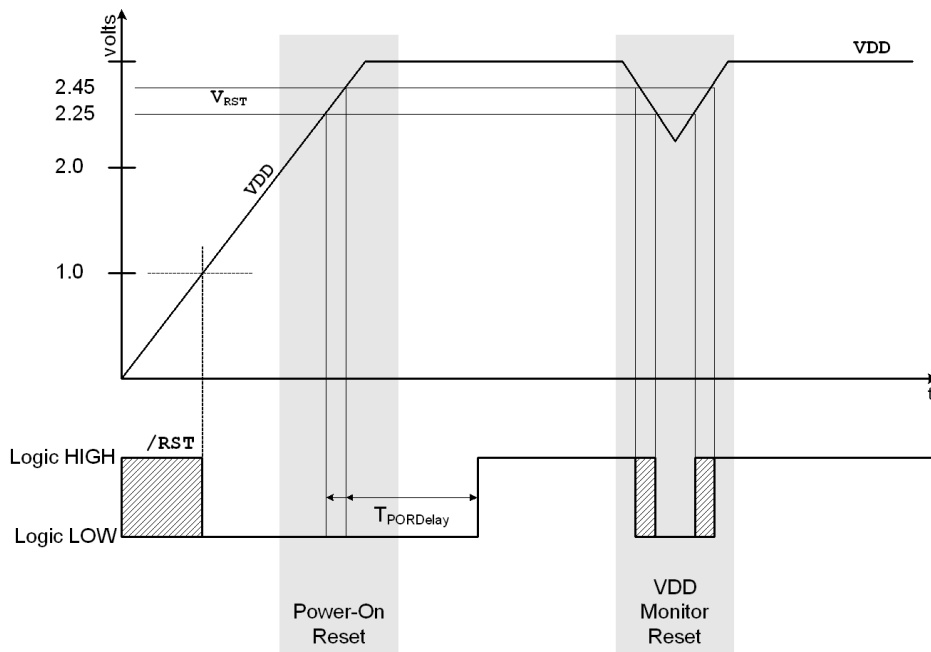 volts
VDD
2.45
VRST
2.25
2.0
VDD
1.0
t
/RST
Logic HIGH
TPORDelay
Logic LOW
Power-On
Reset
VDD
Monitor
Reset